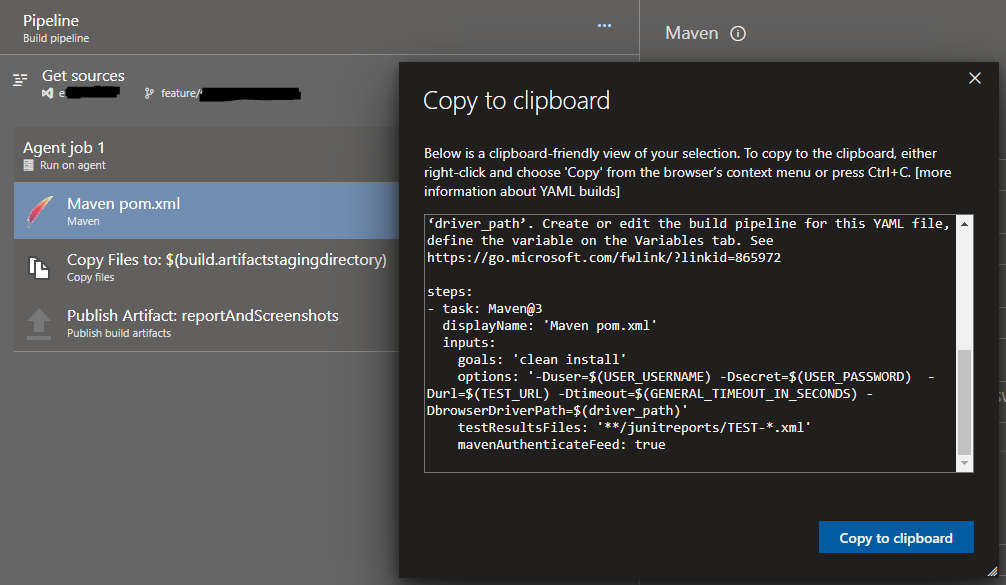 Pipeline
Build pipeline
...
Maven
Get sources
e
feature/
Agent job 1
Run on agent
Maven pom.xml
Maven
Copy Files to: $(build.artifactstagingdirectory)
Copy files
Publish Artifact: reportAndScreenshots
Publish build artifacts
Copy to clipboard
Below is a clipboard-friendly view of your selection. To copy to the clipboard, either
right-click and choose 'Copy' from the browser's context menu or press Ctrl+C. [more
information about YAML builds]
‘driver_path’. Create or edit the build pipeline for this YAML file,
define the variable on the Variables tab. See
https://go.microsoft.com/fwlink/?linkid=865972
steps:
- task: Maven@3
displayName: 'Maven pom.xml'
inputs:
goals: 'clean install'
options: '-Duser=$(USER_USERNAME) -Dsecret=$(USER_PASSWORD)  -
Durl=$(TEST_URL) -Dtimeout=$(GENERAL_TIMEOUT_IN_SECONDS) -
DbrowserDriverPath=$(driver_path)'
testResultsFiles: '**/junitreports/TEST-*.xml'
mavenAuthenticateFeed: true
Copy to clipboard